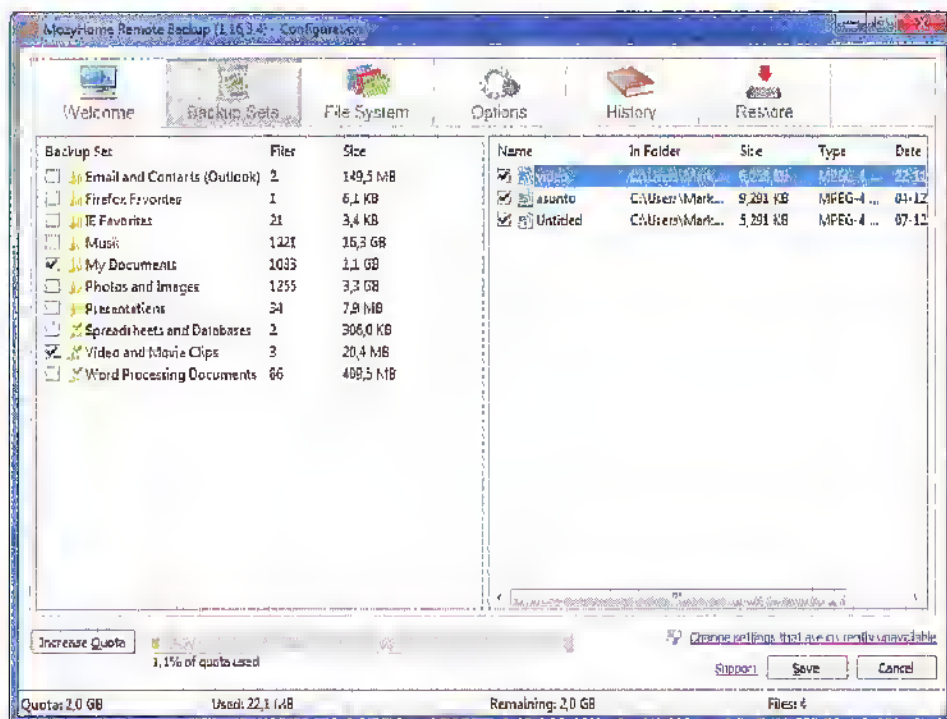 MozyHome Remote Backup (1.16.3.4) - Configuration
Welcome Backup Sets File System Options History Restore
Backup Set Files Size
Email and Contacts (Outlook) 2 149,5 MB
Firefox Favorites 1 6,1 KB
IE Favorites 21 3,4 KB
Music 1221 16,3 GB
My Documents 1033 1,1 GB
Photos and Images 1255 3,3 GB
Presentations 34 7,9 MB
Spreadsheets and Databases 2 306,0 KB
Video and Movie Clips 3 20,4 MB
Word Processing Documents 66 409,5 MB
Name In Folder Size Type Date
MPEG-4 ...
asunto C:\Users\Mark... 9,291 KB MPEG-4 ... 04-12
Untitled C:\Users\Mark... 5,291 KB MPEG-4 ... 07-12
Increase Quota
1,1% of quota used
Change settings that are currently unavailable
Support Save Cancel
Quota: 2,0 GB Used: 22,1 MB Remaining: 2,0 GB Files: 4